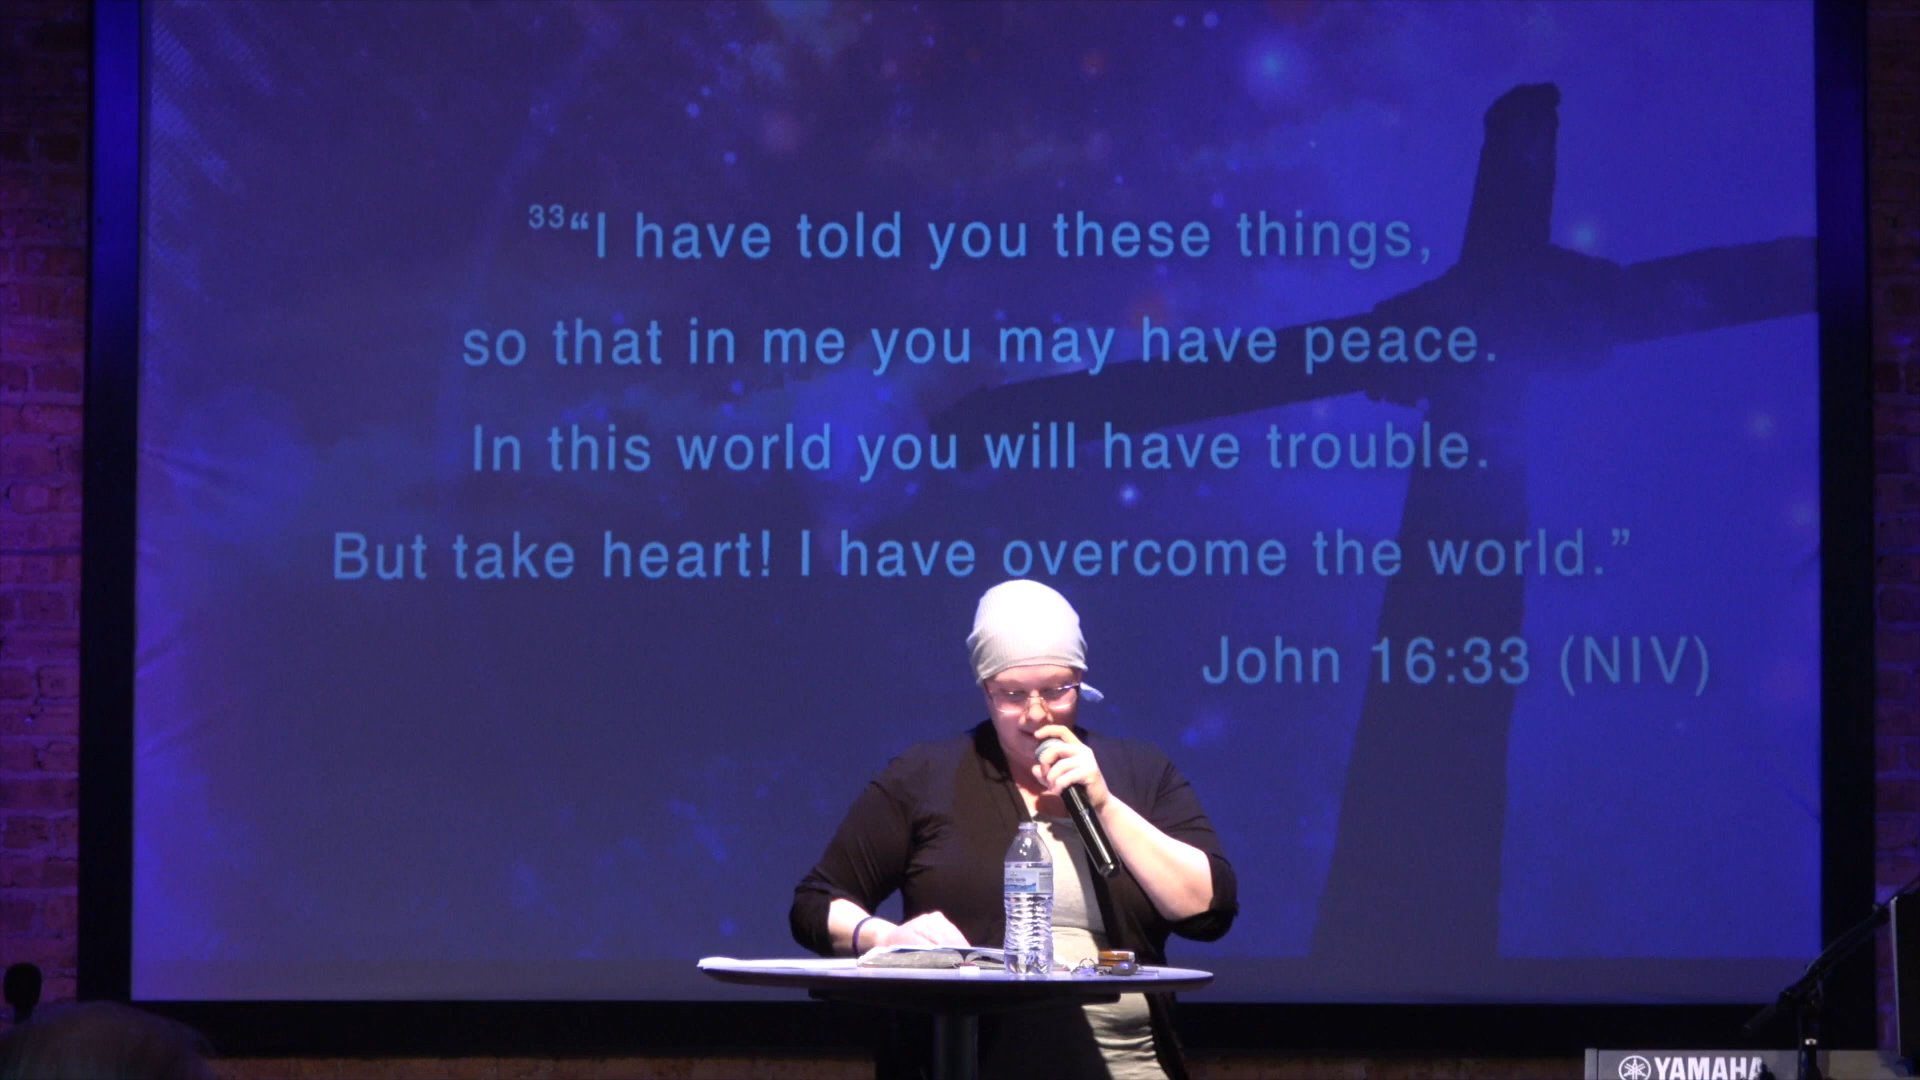 ³³“I have told you these things,
so that in me you may have peace.
In this world you will have trouble.
But take heart! I have overcome the world.”
John 16:33 (NIV)
YAMAHA